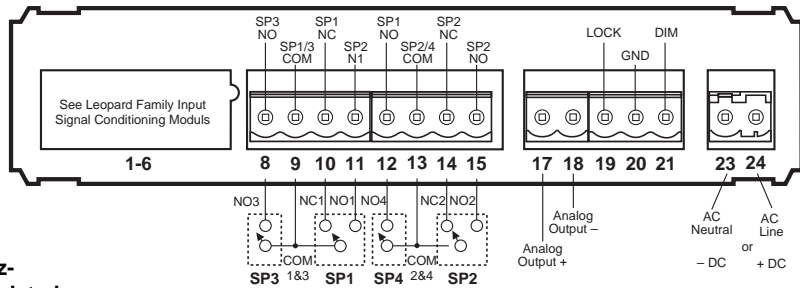 SP3 NO
SP1/3 COM
SP1 NC
SP2 N1
SP1 NO
SP2/4 COM
SP2 NC
SP2 NO
LOCK
GND
DIM
See Leopard Family Input
Signal Conditioning Moduls
1-6
8 9 10 11 12 13 14 15 17 18 19 20 21 23 24
NO3
NC1 NO1 NO4
NC2 NO2
COM
1&3
COM
2&4
SP3 SP1 SP4 SP2
Analog
Output +
Analog
Output –
AC
Neutral
– DC
or
AC
Line
+ DC